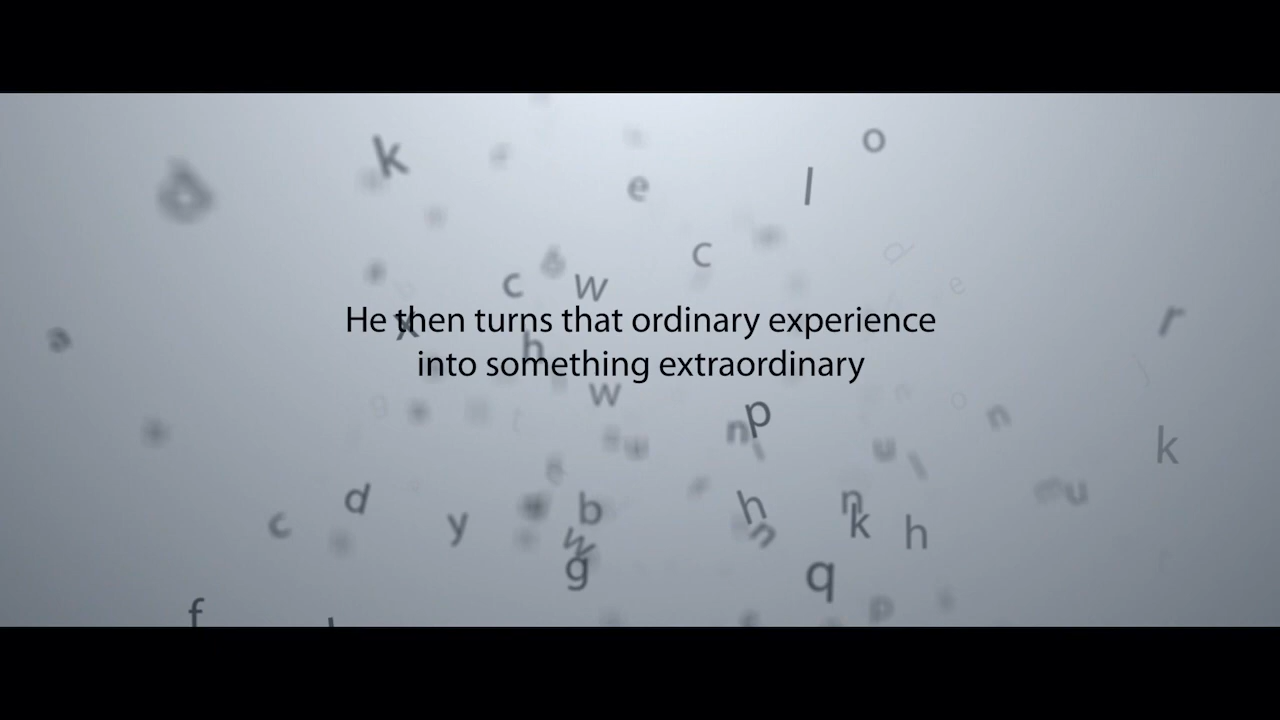 He then turns that ordinary experience
into something extraordinary